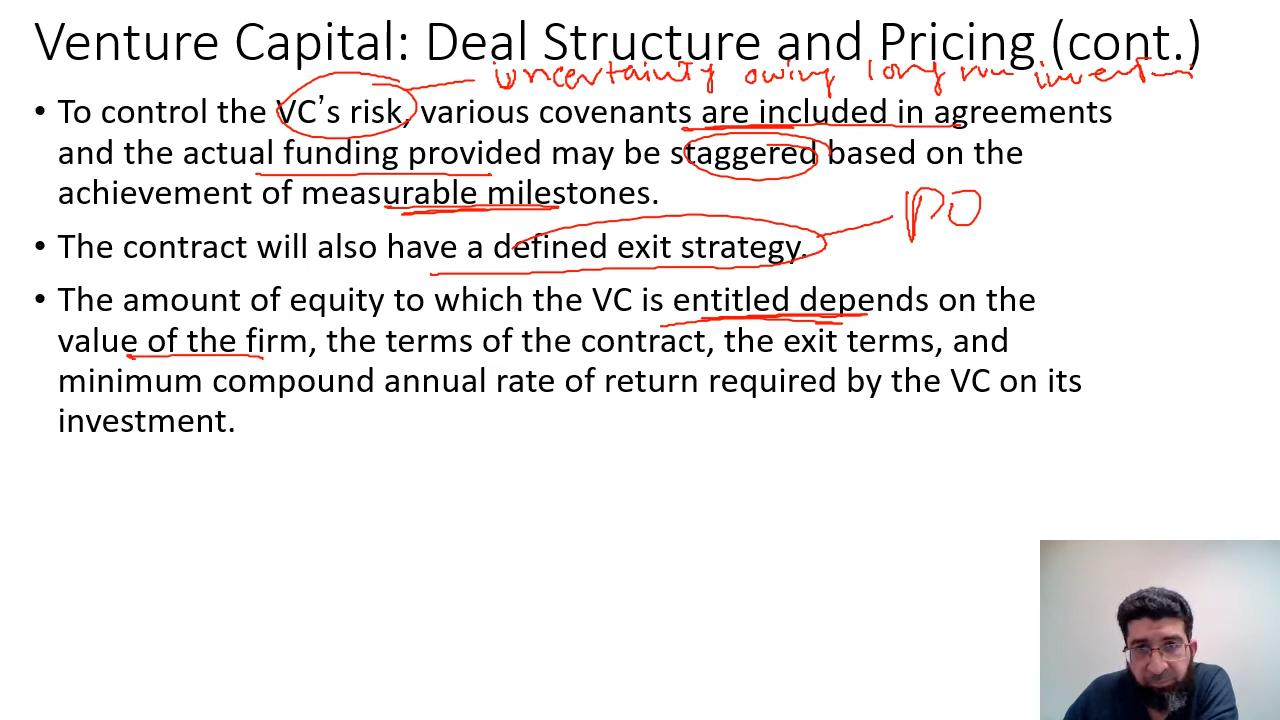 Venture Capital: Deal Structure and Pricing (cont.)
uncertainty owing long run
• To control the VC’s risk, various covenants are included in agreements
and the actual funding provided may be staggered based on the
achievement of measurable milestones.
PO
• The contract will also have a defined exit strategy.
• The amount of equity to which the VC is entitled depends on the
value of the firm, the terms of the contract, the exit terms, and
minimum compound annual rate of return required by the VC on its
investment.